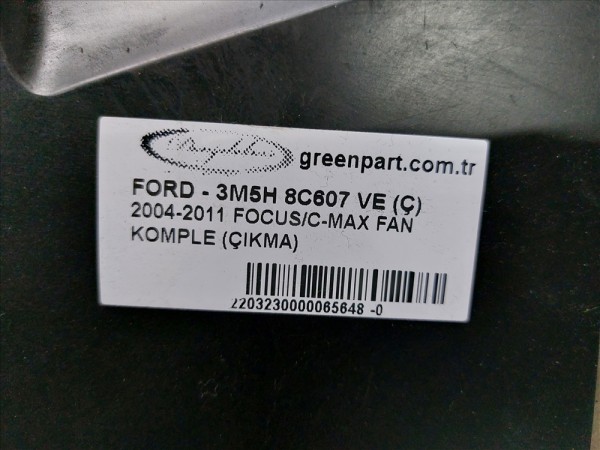 greenpart.com.tr
FORD - 3M5H 8C607 VE (Ç)
2004-2011 FOCUS/C-MAX FAN
KOMPLE (ÇIKMA)
2203230000065648 -0